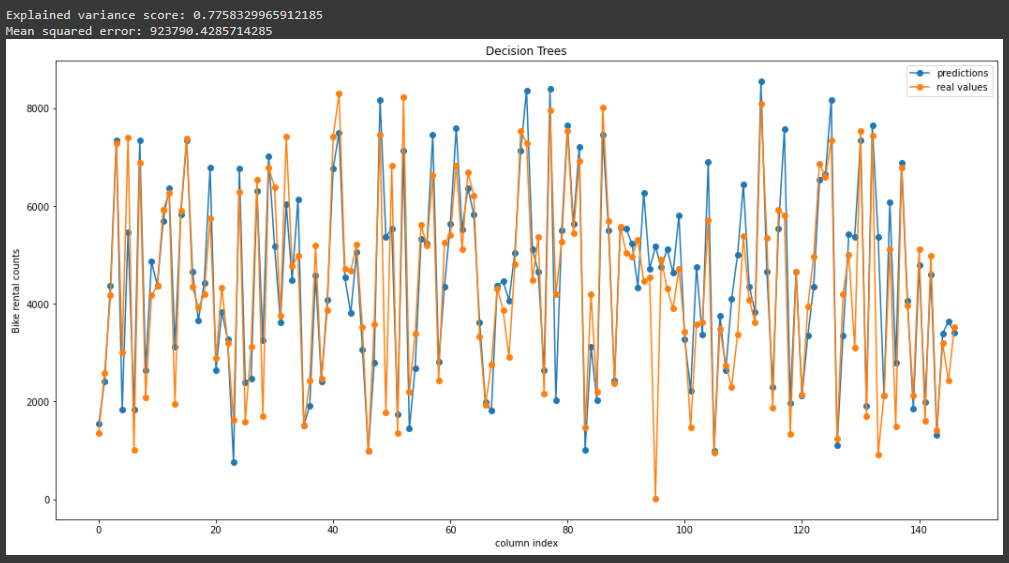 Explained variance score: 0.7758329965912185
Mean squared error: 923790.4285714285
Decision Trees
predictions
real values
8000
6000
4000
2000
0
Bike rental counts
0 20 40 60 80 100 120 140
column index